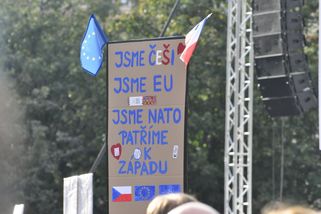 JSME ČEŠI
JSME EU
JSME NATO
PATŘÍME
K
ZÁPADU